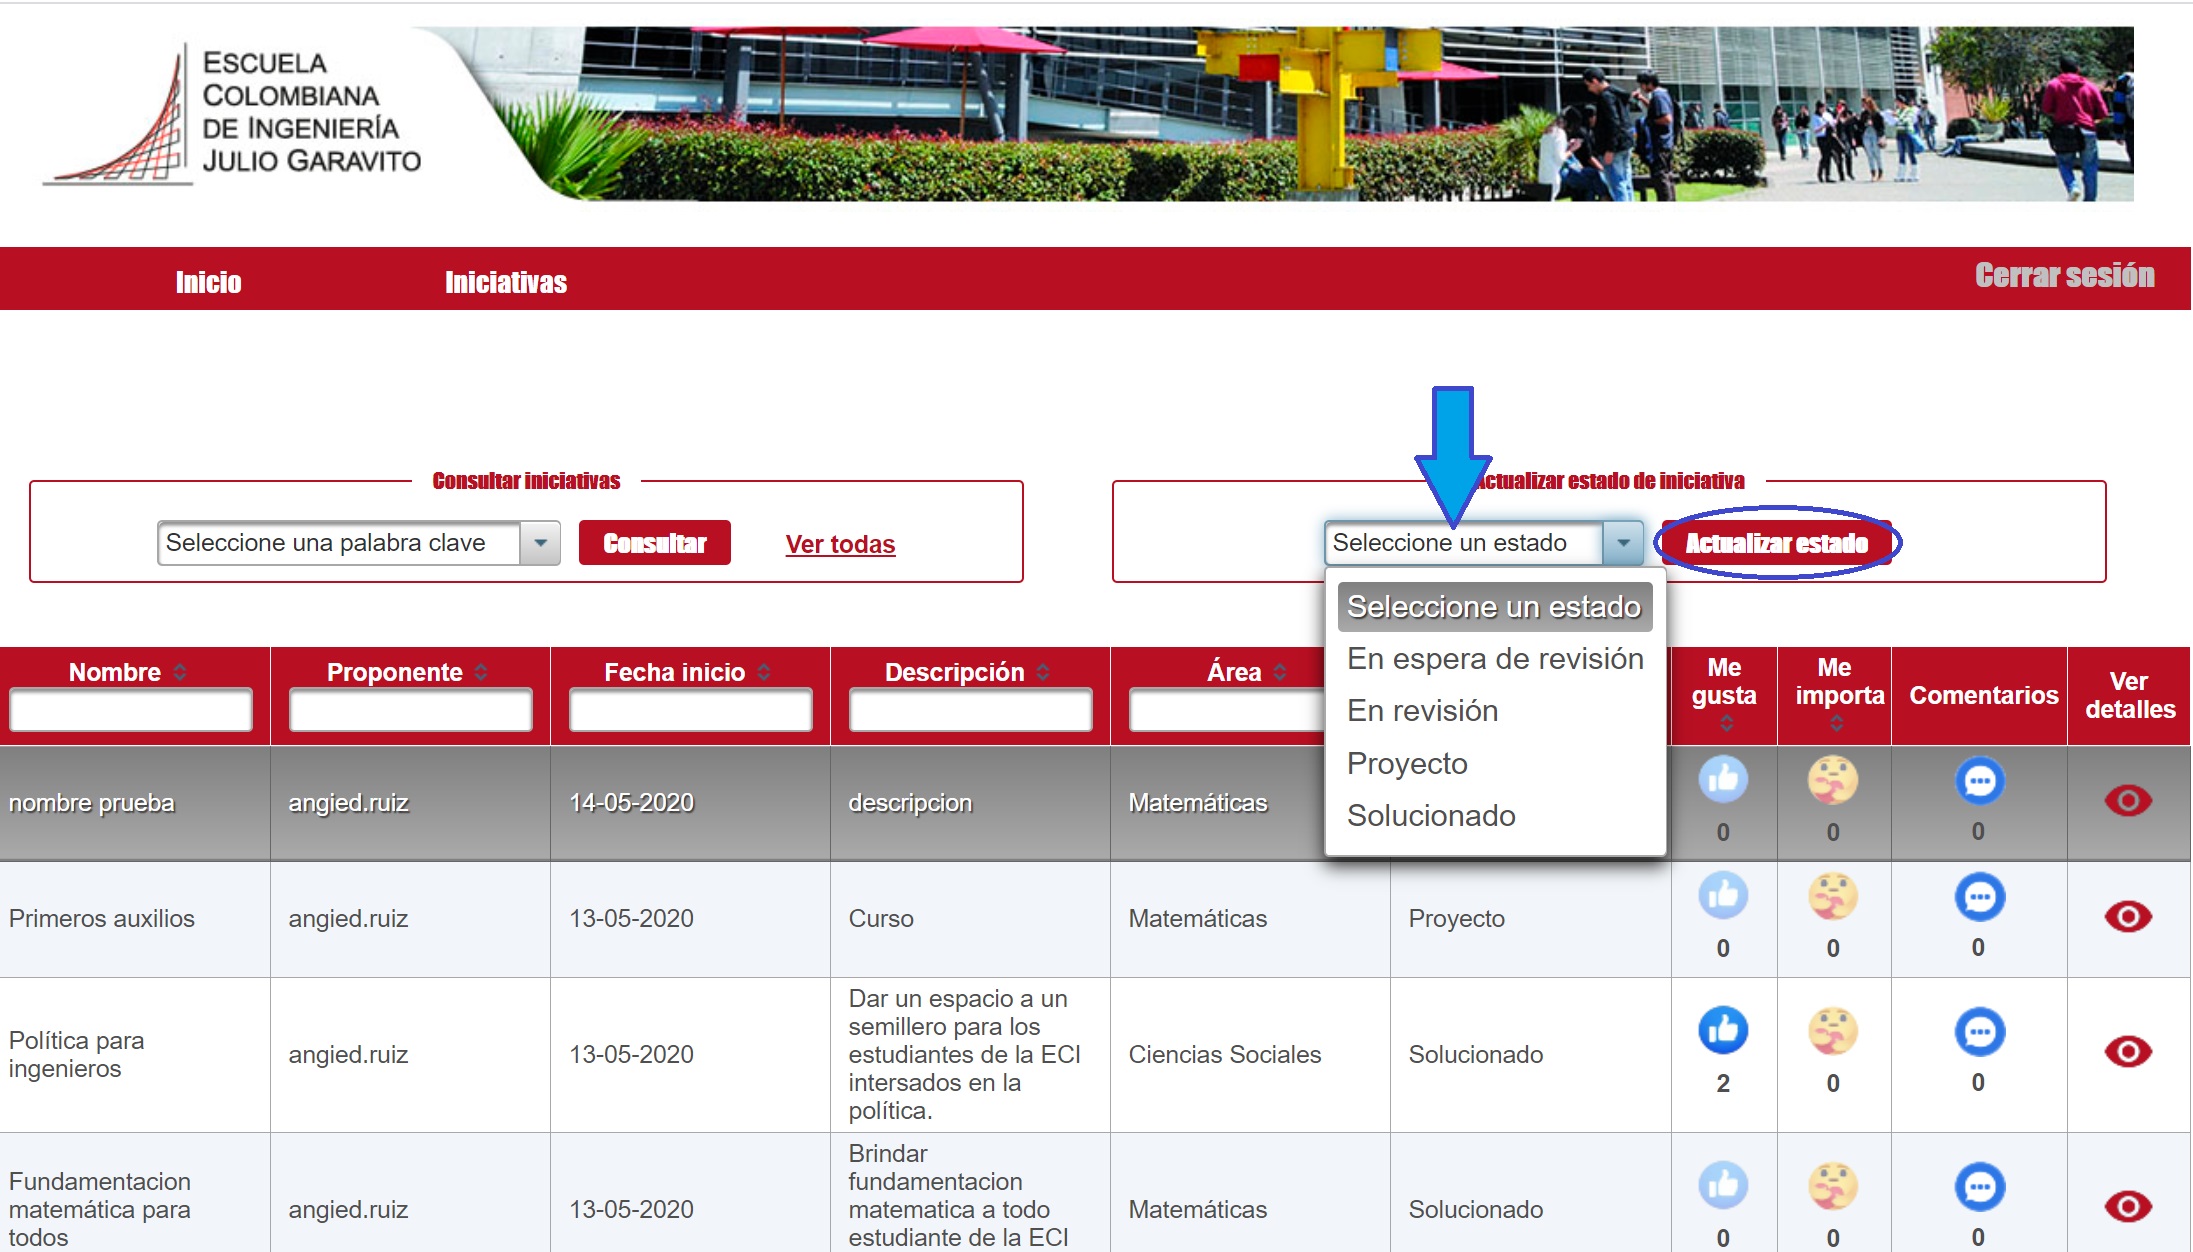 ESCUELA
COLOMBIANA
DE INGENIERÍA
JULIO GARAVITO
Inicio
Iniciativas
Cerrar sesión
Consultar iniciativas
Seleccione una palabra clave
Consultar
Ver todas
Actualizar estado de iniciativa
Seleccione un estado
Actualizar estado
Seleccione un estado
En espera de revisión
En revisión
Proyecto
Solucionado
Nombre
Proponente
Fecha inicio
Descripción
Área
Me
gusta
Me
importa
Comentarios
Ver
detalles
nombre prueba
angied.ruiz
14-05-2020
descripcion
Matemáticas
0
0
0
Primeros auxilios
angied.ruiz
13-05-2020
Curso
Matemáticas
Proyecto
0
0
0
Política para
ingenieros
angied.ruiz
13-05-2020
Dar un espacio a un
semillero para los
estudiantes de la ECI
intersados en la
política.
Ciencias Sociales
Solucionado
2
0
0
Fundamentacion
matemática para
todos
angied.ruiz
13-05-2020
Brindar
fundamentacion
matematica a todo
estudiante de la ECI
Matemáticas
Solucionado
0
0
0